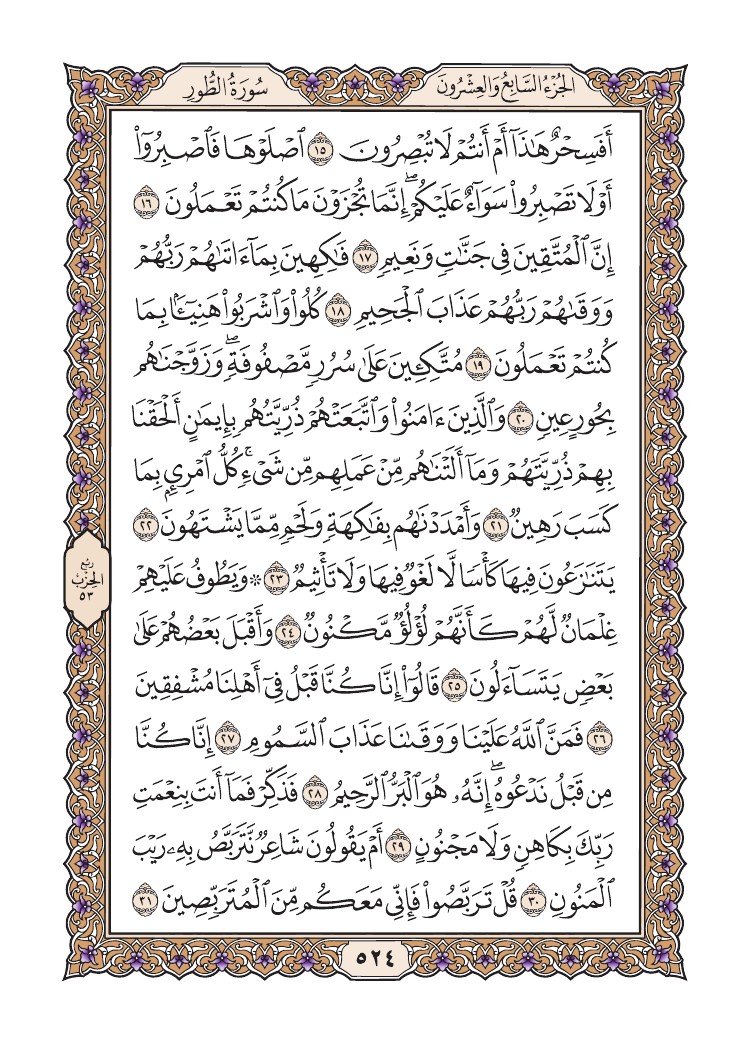 سُورَةُ الطُّورِ
الجُزْءُ السَّابِعُ وَالعِشْرُونَ
أَفَسِحْرٌ هَٰذَآ أَمْ أَنتُمْ لَا تُبْصِرُونَ ١٥ ٱصْلَوْهَا فَٱصْبِرُوٓا۟
أَوْ لَا تَصْبِرُوا۟ سَوَآءٌ عَلَيْكُمْ ۖ إِنَّمَا تُجْزَوْنَ مَا كُنتُمْ تَعْمَلُونَ ١٦
إِنَّ ٱلْمُتَّقِينَ فِى جَنَّٰتٍ وَنَعِيمٍ ١٧ فَٰكِهِينَ بِمَآ ءَاتَىٰهُمْ رَبُّهُمْ
وَوَقَىٰهُمْ رَبُّهُمْ عَذَابَ ٱلْجَحِيمِ ١٨ كُلُوا۟ وَٱشْرَبُوا۟ هَنِيٓـًٔۢا بِمَا
كُنتُمْ تَعْمَلُونَ ١٩ مُتَّكِـِٔينَ عَلَىٰ سُرُرٍ مَّصْفُوفَةٍ ۖ وَزَوَّجْنَٰهُم
بِحُورٍ عِينٍ ٢٠ وَٱلَّذِينَ ءَامَنُوا۟ وَٱتَّبَعَتْهُمْ ذُرِّيَّتُهُم بِإِيمَٰنٍ أَلْحَقْنَا
بِهِمْ ذُرِّيَّتَهُمْ وَمَآ أَلَتْنَٰهُم مِّنْ عَمَلِهِم مِّن شَىْءٍ ۚ كُلُّ ٱمْرِئٍۭ بِمَا
كَسَبَ رَهِينٌ ٢١ وَأَمْدَدْنَٰهُم بِفَٰكِهَةٍ وَلَحْمٍ مِّمَّا يَشْتَهُونَ ٢٢
يَتَنَٰزَعُونَ فِيهَا كَأْسًا لَّا لَغْوٌ فِيهَا وَلَا تَأْثِيمٌ ٢٣ ۞ وَيَطُوفُ عَلَيْهِمْ
غِلْمَانٌ لَّهُمْ كَأَنَّهُمْ لُؤْلُؤٌ مَّكْنُونٌ ٢٤ وَأَقْبَلَ بَعْضُهُمْ عَلَىٰ
بَعْضٍ يَتَسَآءَلُونَ ٢٥ قَالُوٓا۟ إِنَّا كُنَّا قَبْلُ فِىٓ أَهْلِنَا مُشْفِقِينَ
٢٦ فَمَنَّ ٱللَّهُ عَلَيْنَا وَوَقَىٰنَا عَذَابَ ٱلسَّمُومِ ٢٧ إِنَّا كُنَّا
مِن قَبْلُ نَدْعُوهُ ۖ إِنَّهُۥ هُوَ ٱلْبَرُّ ٱلرَّحِيمُ ٢٨ فَذَكِّرْ فَمَآ أَنتَ بِنِعْمَتِ
رَبِّكَ بِكَاهِنٍ وَلَا مَجْنُونٍ ٢٩ أَمْ يَقُولُونَ شَاعِرٌ نَّتَرَبَّصُ بِهِۦ رَيْبَ
ٱلْمَنُونِ ٣٠ قُلْ تَرَبَّصُوا۟ فَإِنِّى مَعَكُم مِّنَ ٱلْمُتَرَبِّصِينَ ٣١
رُبْع
الحِزْب
٥٣
٥٢٤